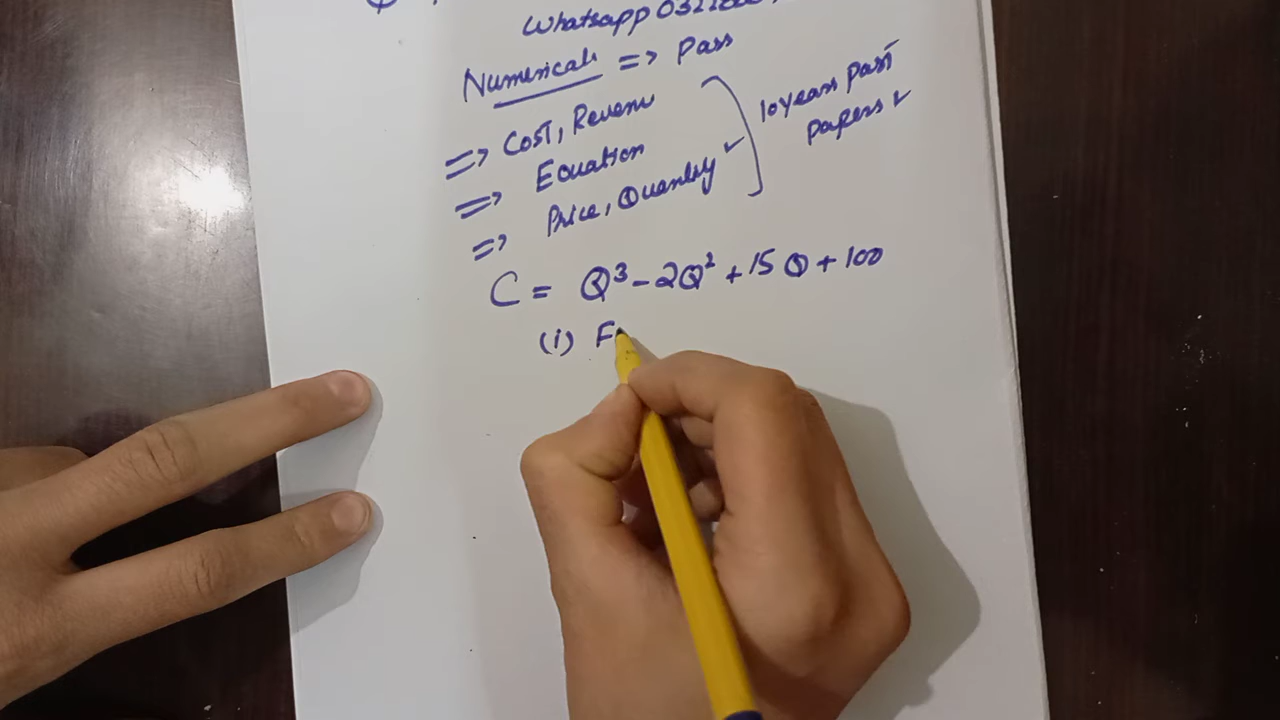 Whatsapp
Numericals => Pass
=> Cost, Revenu
=> Equation
=> Price, Quantity ✓
10 years past
papers ✓
C = Q³ - 2Q² + 15Q + 100
(i) F